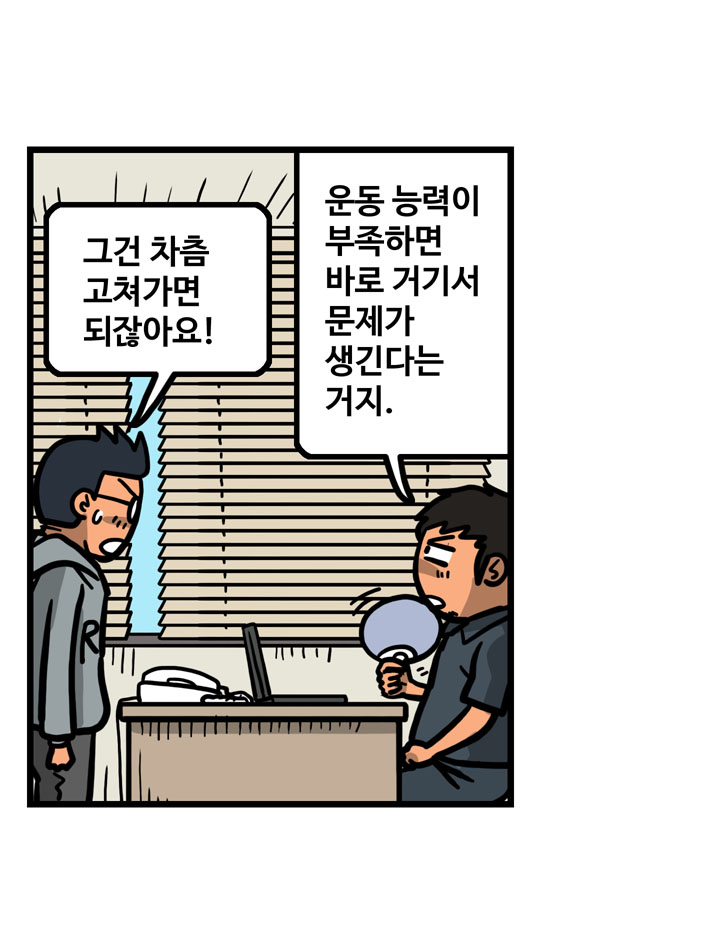 그건 차츰
고쳐가면
되잖아요!
운동 능력이
부족하면
바로 거기서
문제가
생긴다는
거지.
R